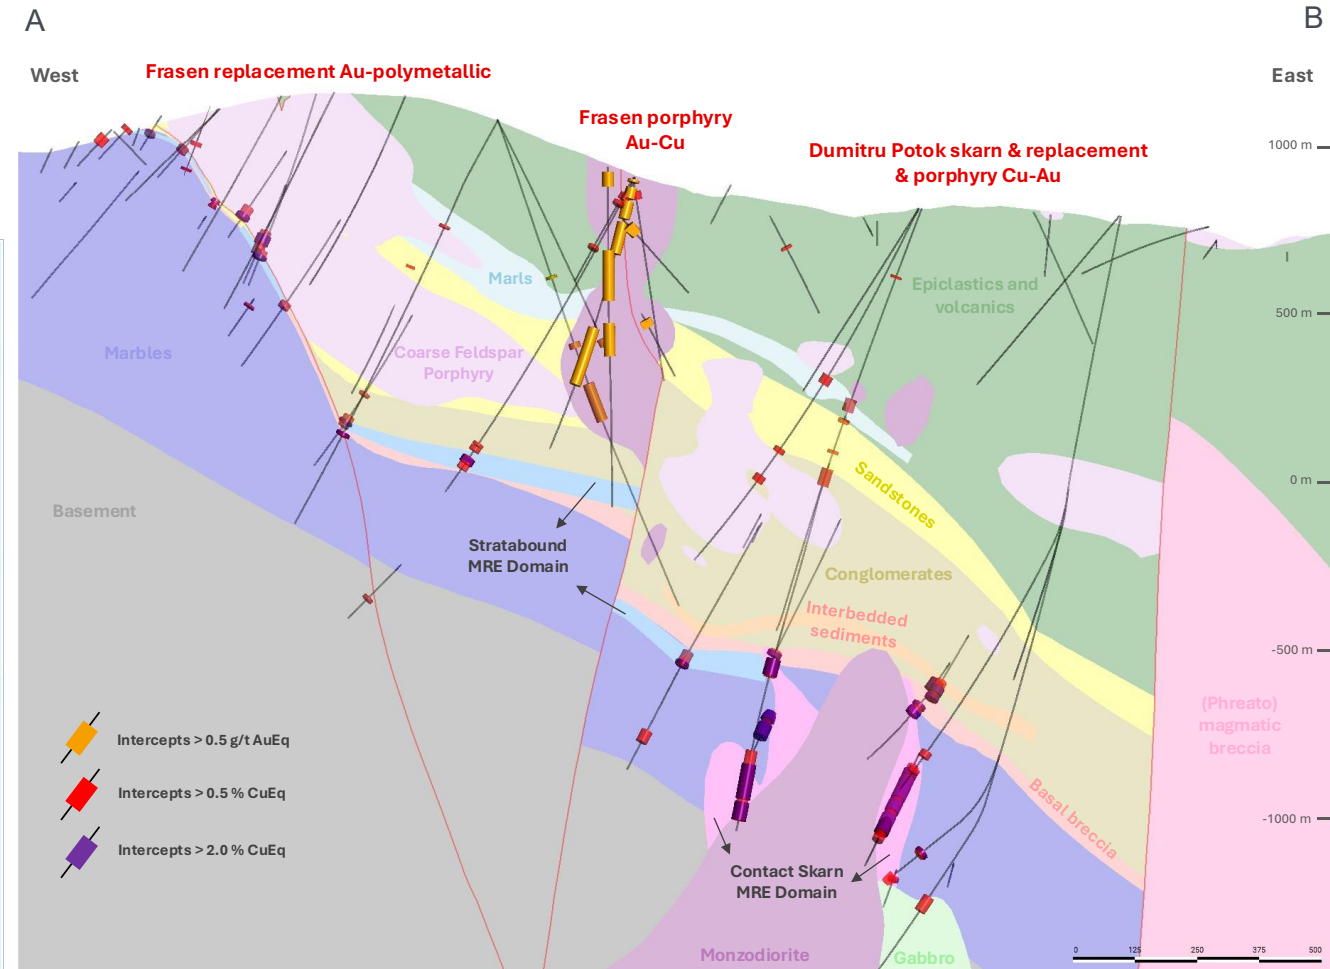 A
B
West
East
Frasen replacement Au-polymetallic
Frasen porphyry
Au-Cu
Dumitru Potok skarn & replacement
& porphyry Cu-Au
1000 m
Marls
Epiclastics and
volcanics
500 m
Marbles
Coarse Feldspar
Porphyry
Sandstones
0 m
Basement
Stratabound
MRE Domain
Conglomerates
Interbedded
sediments
-500 m
(Phreato)
magmatic
breccia
Intercepts > 0.5 g/t AuEq
Intercepts > 0.5 % CuEq
Intercepts > 2.0 % CuEq
Basal breccia
-1000 m
Contact Skarn
MRE Domain
Monzodiorite
Gabbro
0 125 250 375 500